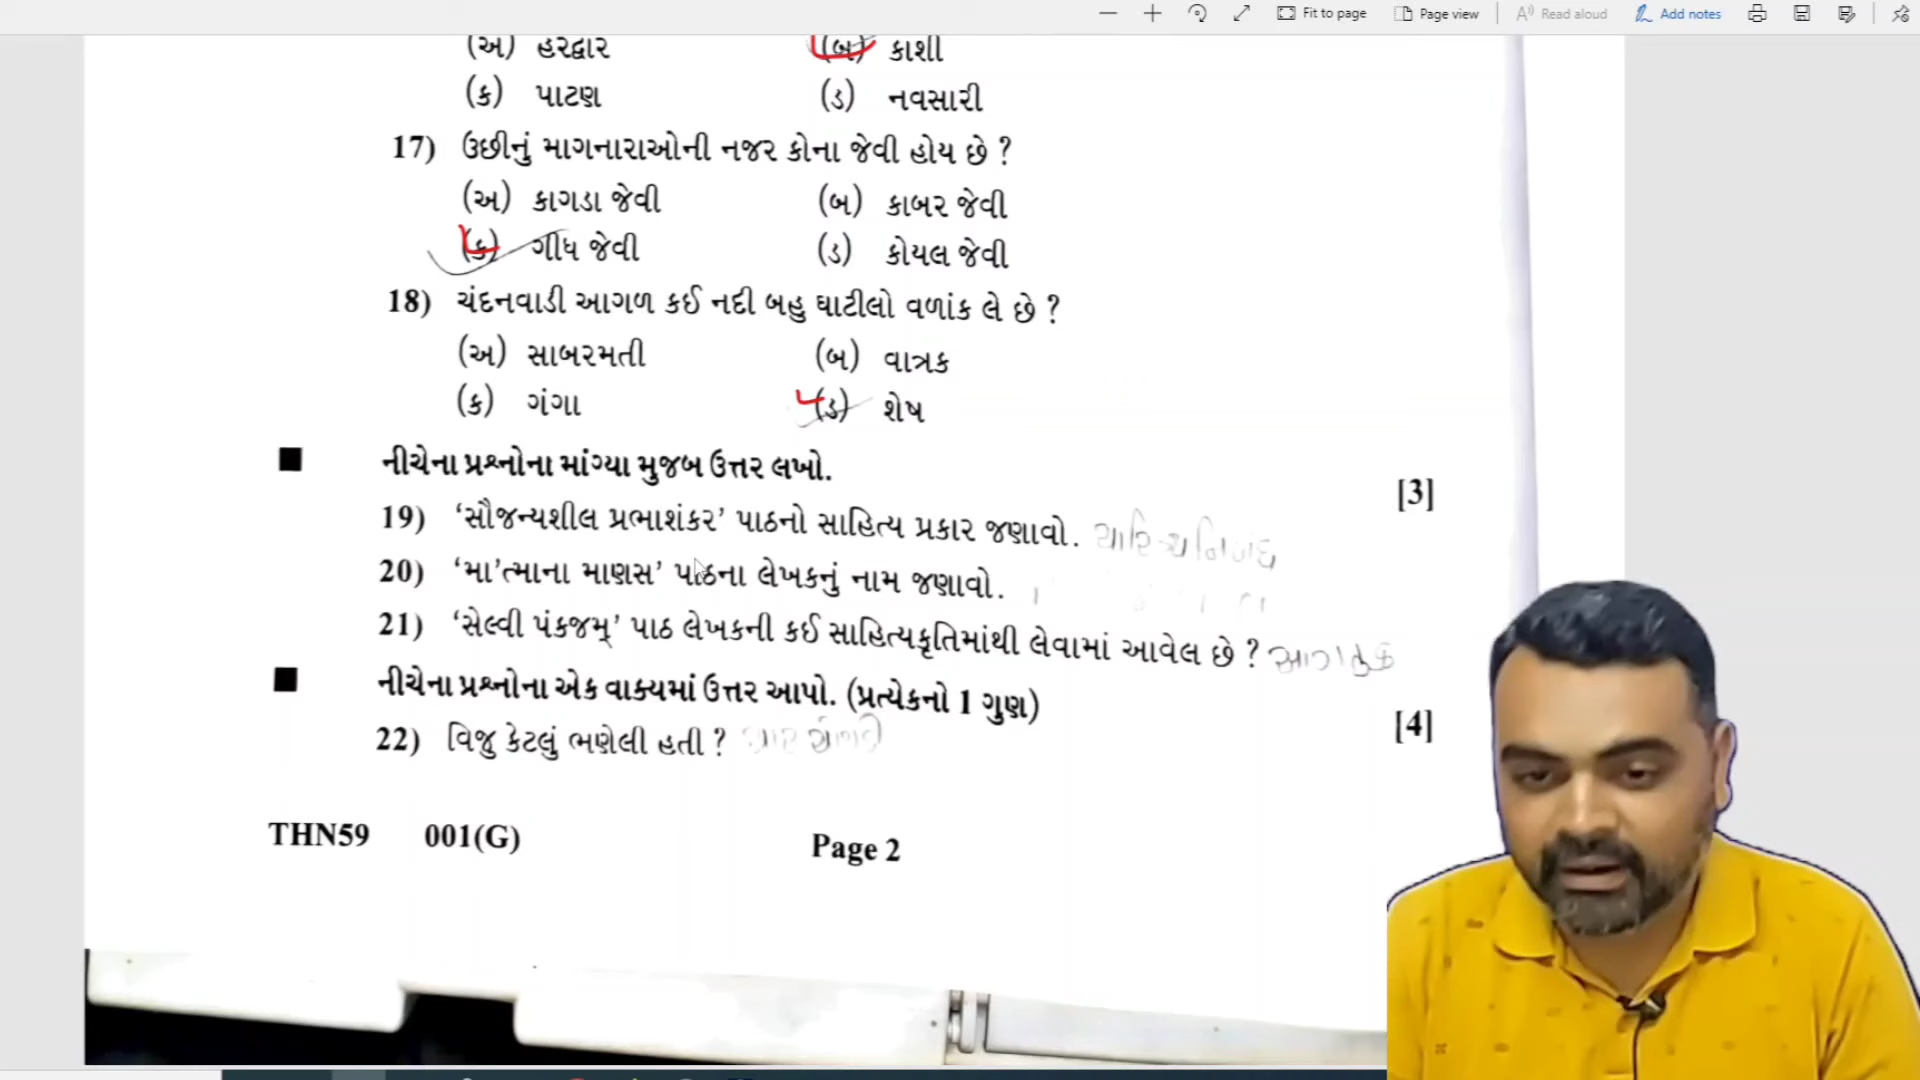 Fit to page Page view Read aloud Add notes
(અ) હરદ્વાર (બ) કાશી
(ક) પાટણ (ડ) નવસારી
17) ઉછીનું માગનારાઓની નજર કોના જેવી હોય છે ?
(અ) કાગડા જેવી (બ) કાબર જેવી
(ક) ગીધ જેવી (ડ) કોયલ જેવી
18) ચંદનવાડી આગળ કઈ નદી બહુ ઘાટીલો વળાંક લે છે ?
(અ) સાબરમતી (બ) વાત્રક
(ક) ગંગા (ડ) શેષ
■ નીચેના પ્રશ્નોના માંગ્યા મુજબ ઉત્તર લખો. [3]
19) ‘સૌજન્યશીલ પ્રભાશંકર’ પાઠનો સાહિત્ય પ્રકાર જણાવો.
20) ‘મા’ત્માના માણસ’ પાઠના લેખકનું નામ જણાવો.
21) ‘સેલ્વી પંકજમ્’ પાઠ લેખકની કઈ સાહિત્યકૃતિમાંથી લેવામાં આવેલ છે ? આગંતુક
■ નીચેના પ્રશ્નોના એક વાક્યમાં ઉત્તર આપો. (પ્રત્યેકનો 1 ગુણ) [4]
22) વિજુ કેટલું ભણેલી હતી ? ચાર ચોપડી
THN59 001(G) Page 2